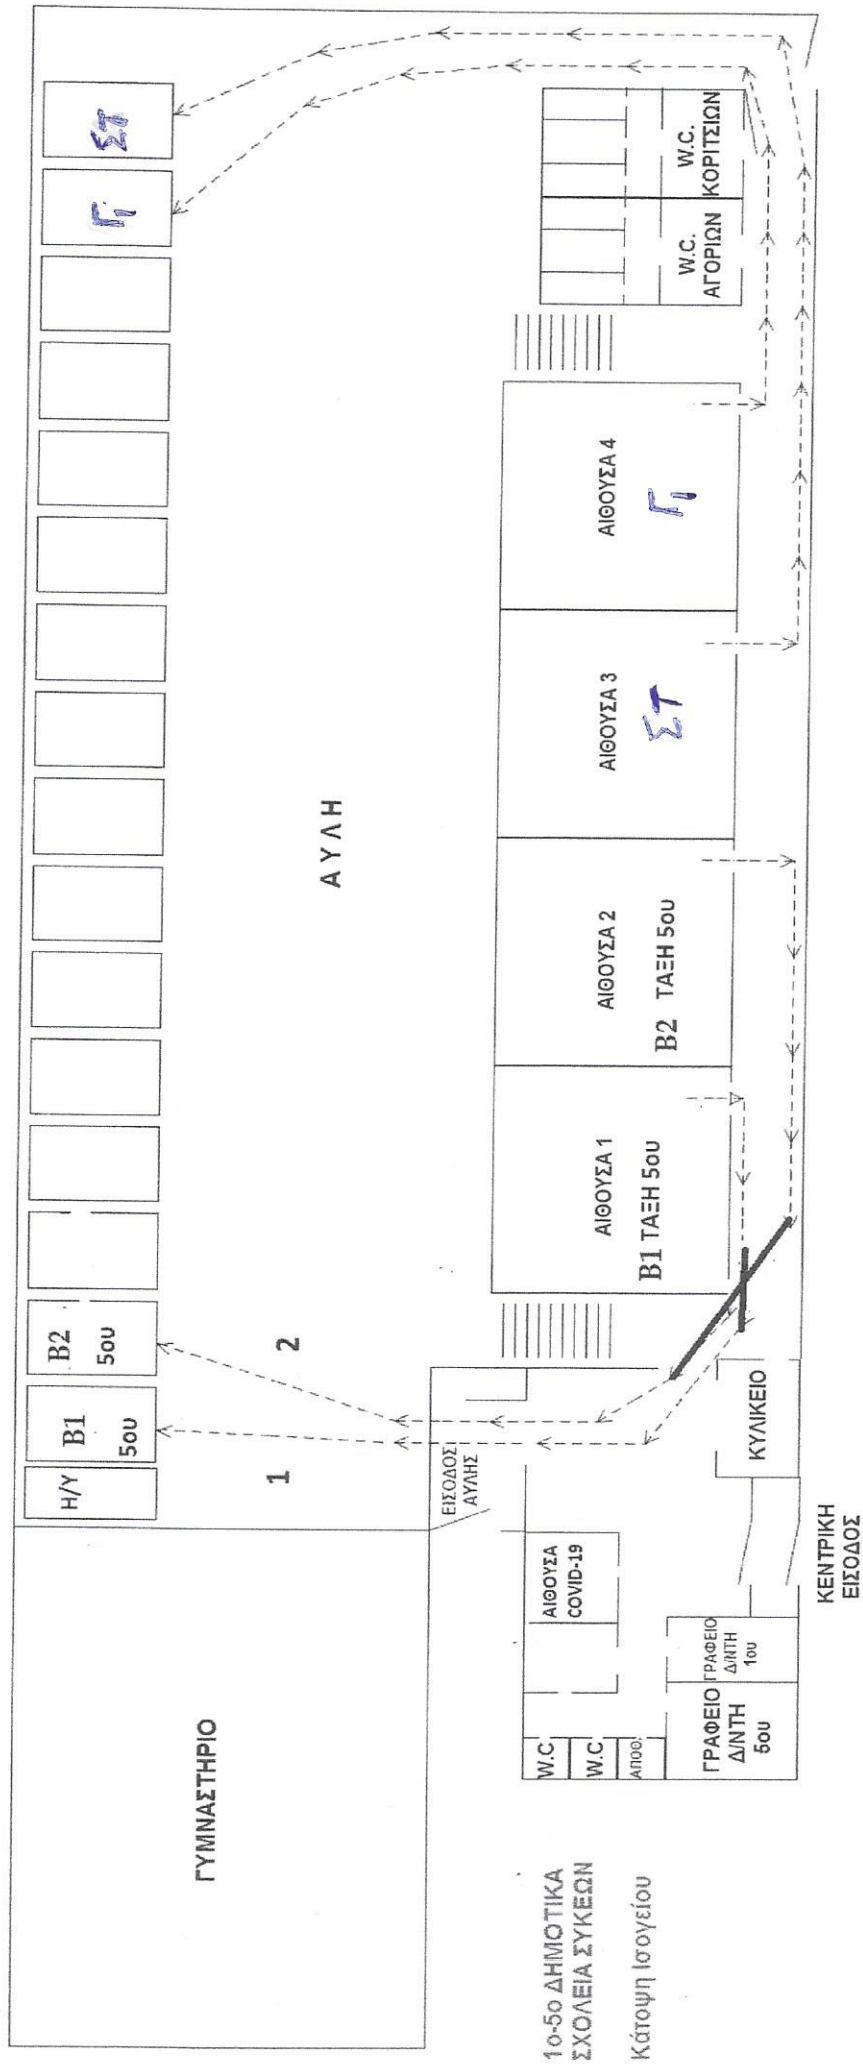 1ο-5ο ΔΗΜΟΤΙΚΑ
ΣΧΟΛΕΙΑ ΣΥΚΕΩΝ
Κάτοψη Ισογείου
ΓΥΜΝΑΣΤΗΡΙΟ
Η/Υ
Β1
5ου
Β2
5ου
Γ1
ΣΤ
1
2
ΑΥΛΗ
ΕΙΣΟΔΟΣ
ΑΥΛΗΣ
W.C
W.C
ΑΠΟΘ.
ΑΙΘΟΥΣΑ
COVID-19
ΓΡΑΦΕΙΟ
Δ/ΝΤΗ
5ου
ΓΡΑΦΕΙΟ
Δ/ΝΤΗ
1ου
ΚΥΛΙΚΕΙΟ
ΚΕΝΤΡΙΚΗ
ΕΙΣΟΔΟΣ
ΑΙΘΟΥΣΑ 1
Β1 ΤΑΞΗ 5ου
ΑΙΘΟΥΣΑ 2
Β2 ΤΑΞΗ 5ου
ΑΙΘΟΥΣΑ 3
ΣΤ
ΑΙΘΟΥΣΑ 4
Γ1
W.C.
ΑΓΟΡΙΩΝ
W.C.
ΚΟΡΙΤΣΙΩΝ